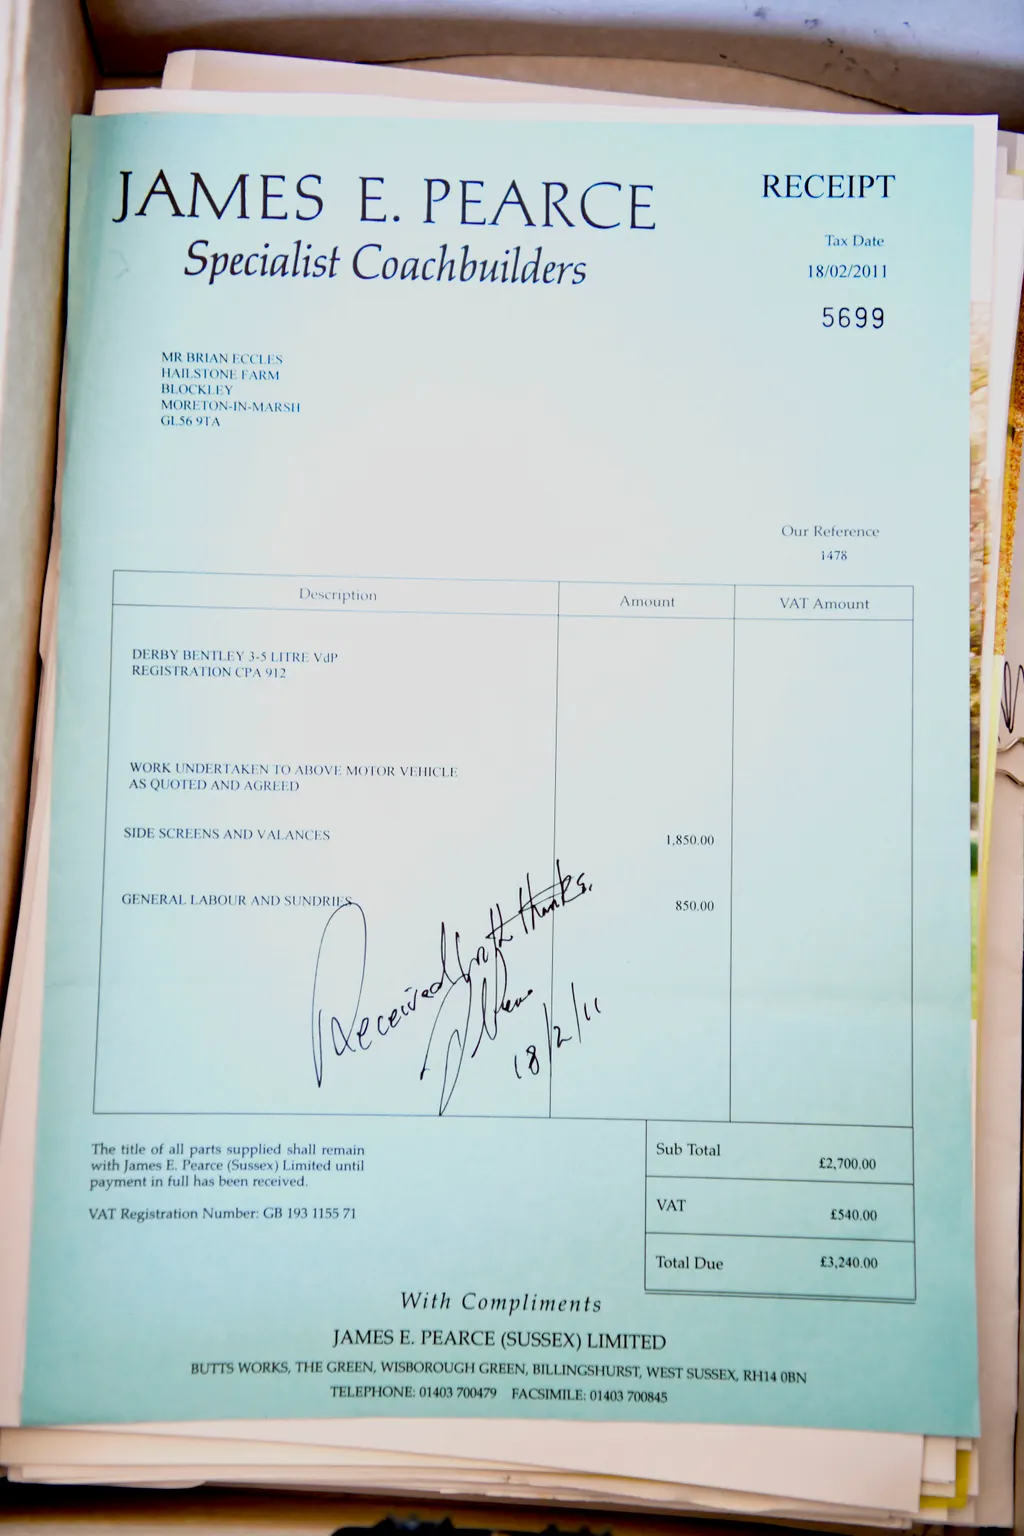 JAMES E. PEARCE
Specialist Coachbuilders
RECEIPT
Tax Date
18/02/2011
5699
MR BRIAN ECCLES
HAILSTONE FARM
BLOCKLEY
MORETON-IN-MARSH
GL56 9TA
Our Reference
1478
Description Amount VAT Amount
DERBY BENTLEY 3-5 LITRE VdP
REGISTRATION CPA 912
WORK UNDERTAKEN TO ABOVE MOTOR VEHICLE
AS QUOTED AND AGREED
SIDE SCREENS AND VALANCES 1,850.00
GENERAL LABOUR AND SUNDRIES 850.00
Received with thanks.
18/2/11
The title of all parts supplied shall remain
with James E. Pearce (Sussex) Limited until
payment in full has been received.
VAT Registration Number: GB 193 1155 71
Sub Total £2,700.00
VAT £540.00
Total Due £3,240.00
With Compliments
JAMES E. PEARCE (SUSSEX) LIMITED
BUTTS WORKS, THE GREEN, WISBOROUGH GREEN, BILLINGSHURST, WEST SUSSEX, RH14 0BN
TELEPHONE: 01403 700479 FACSIMILE: 01403 700845